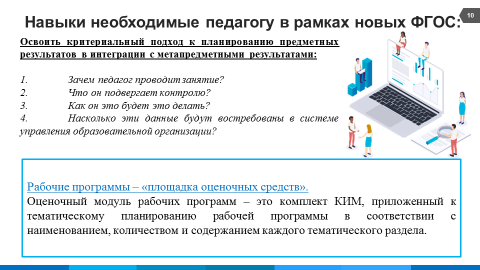 Навыки необходимые педагогу в рамках новых ФГОС:
10
Освоить критериальный подход к планированию предметных
результатов в интеграции с метапредметными результатами:
1. Зачем педагог проводит занятие?
2. Что он подвергает контролю?
3. Как он это будет это делать?
4. Насколько эти данные будут востребованы в системе
управления образовательной организации?
Рабочие программы – «площадка оценочных средств».
Оценочный модуль рабочих программ – это комплект КИМ, приложенный к
тематическому планированию рабочей программы в соответствии с
наименованием, количеством и содержанием каждого тематического раздела.